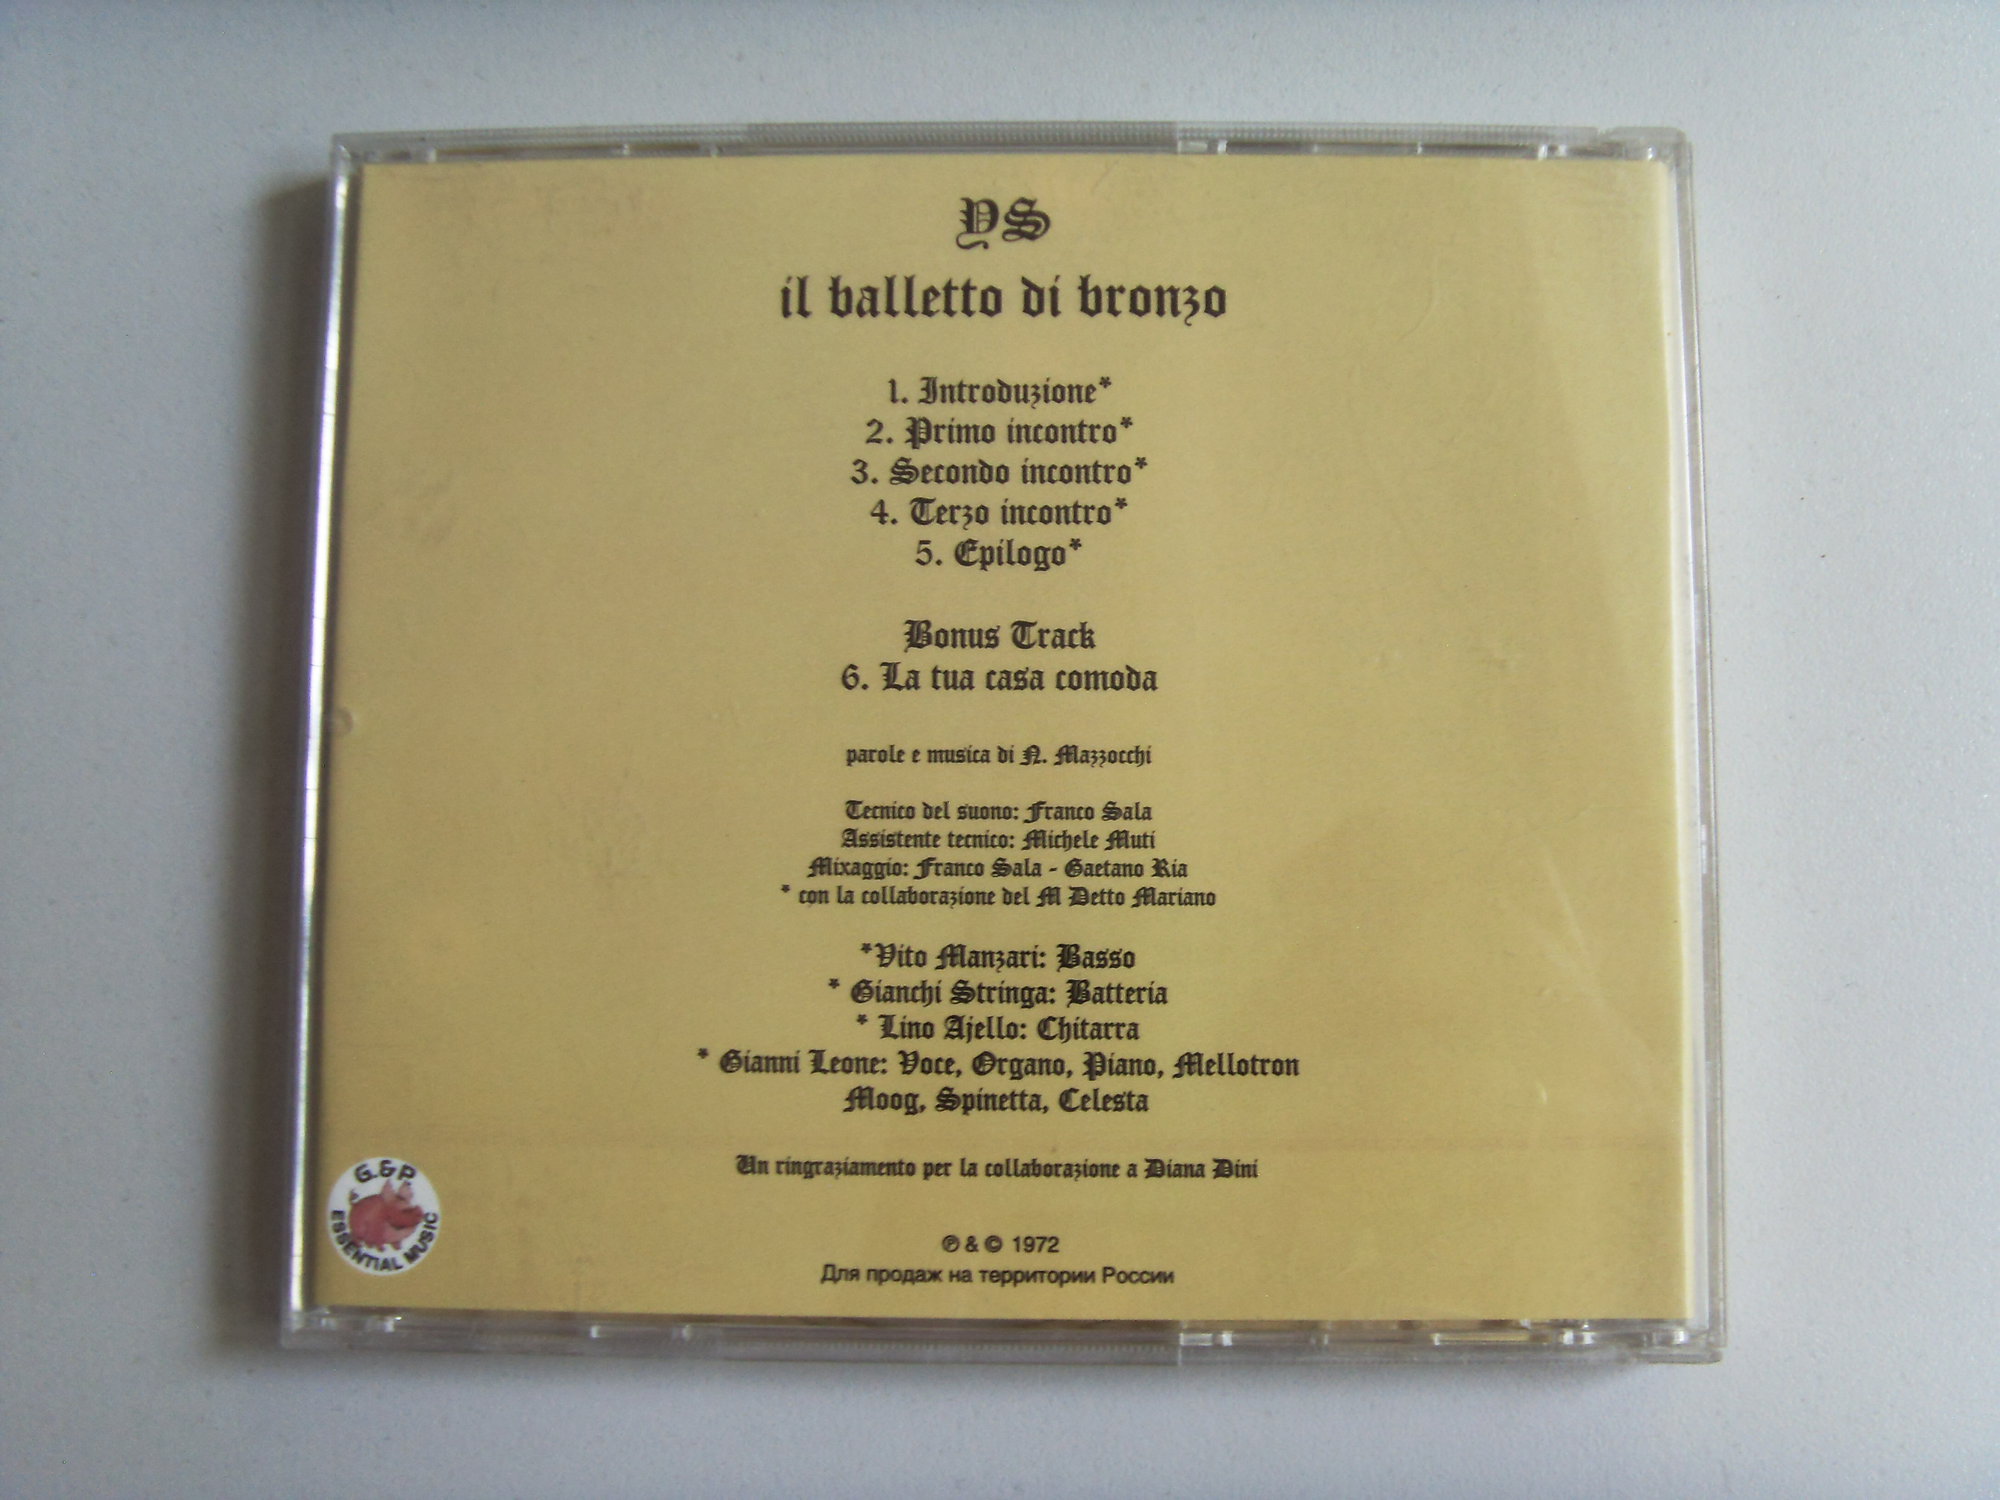 YS
il balletto di bronzo
1. Introduzione*
2. Primo incontro*
3. Secondo incontro*
4. Terzo incontro*
5. Epilogo*
Bonus Track
6. La tua casa comoda
parole e musica di N. Mazzocchi
Tecnico del suono: Franco Sala
Assistente tecnico: Michele Muti
Mixaggio: Franco Sala - Gaetano Ria
* con la collaborazione del M Detto Mariano
*Vito Manzari: Basso
* Gianchi Stringa: Batteria
* Lino Ajello: Chitarra
* Gianni Leone: Voce, Organo, Piano, Mellotron
Moog, Spinetta, Celesta
Un ringraziamento per la collaborazione a Diana Dini
G.&P.
ESSENTIAL MUSIC
℗ & © 1972
Для продаж на территории России